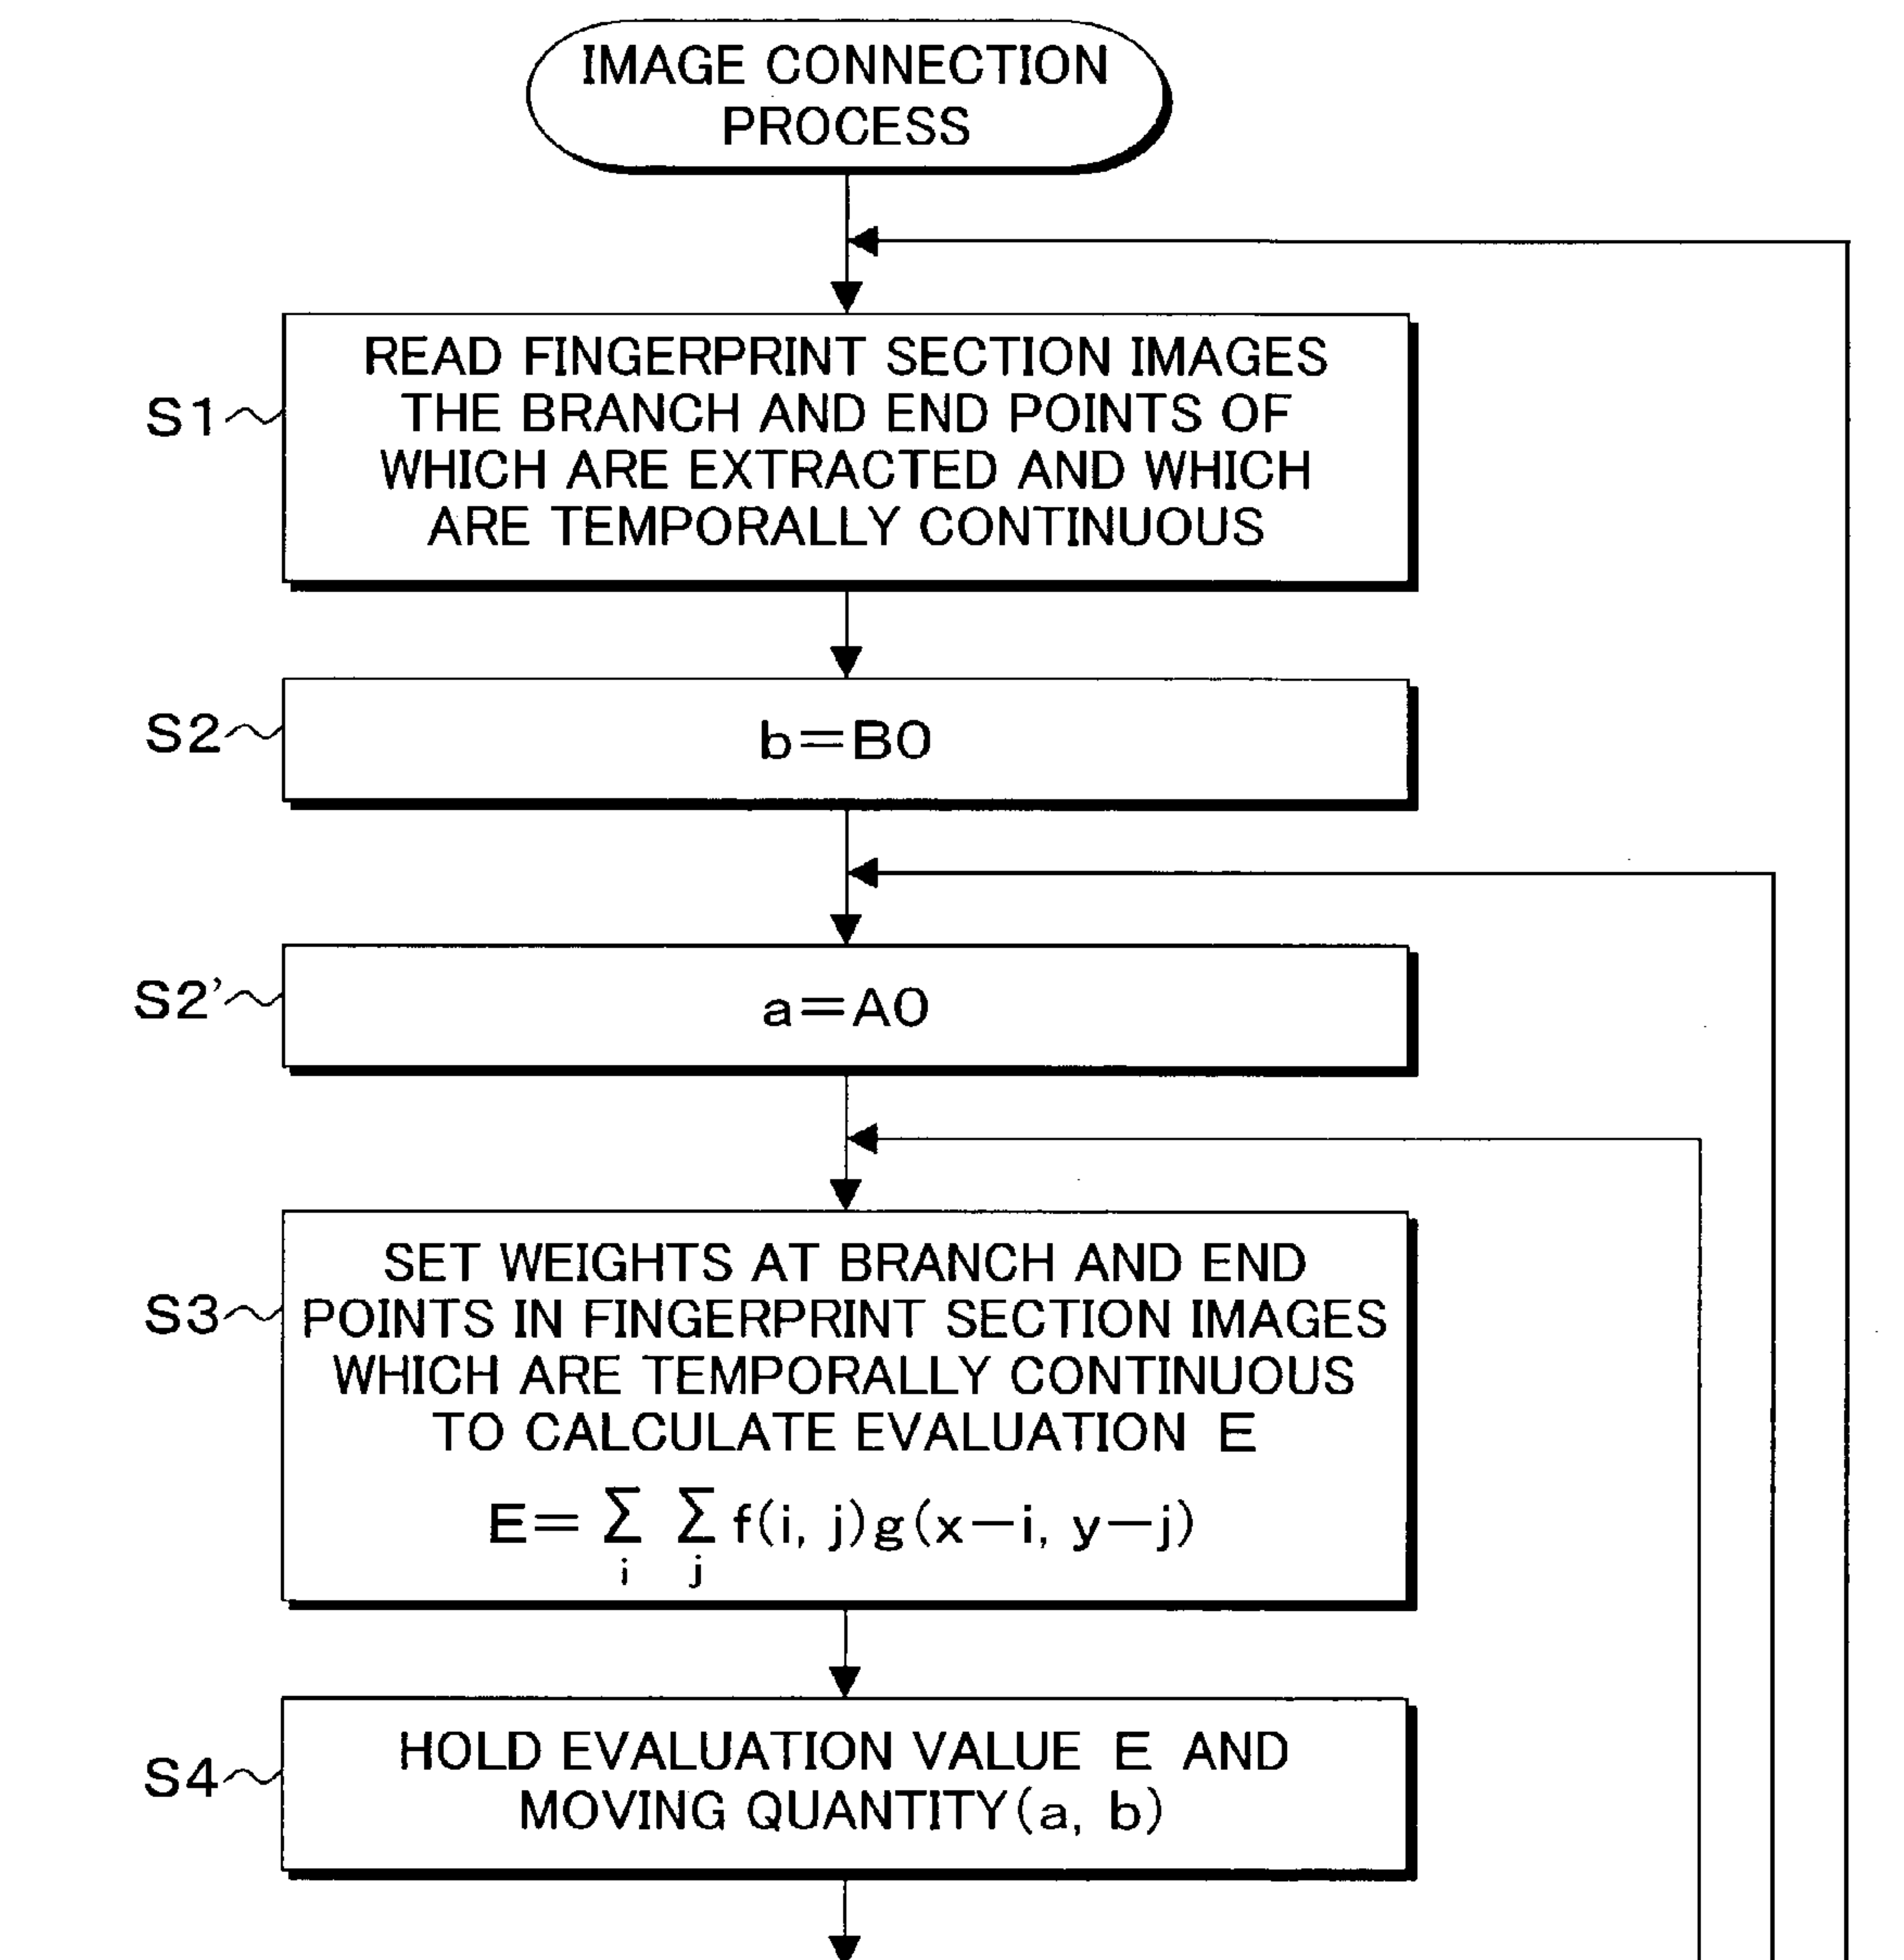 IMAGE CONNECTION
PROCESS
S1
READ FINGERPRINT SECTION IMAGES
THE BRANCH AND END POINTS OF
WHICH ARE EXTRACTED AND WHICH
ARE TEMPORALLY CONTINUOUS
S2
b=B0
S2'
a=A0
S3
SET WEIGHTS AT BRANCH AND END
POINTS IN FINGERPRINT SECTION IMAGES
WHICH ARE TEMPORALLY CONTINUOUS
TO CALCULATE EVALUATION E
E= Σ Σ f(i, j)g(x−i, y−j)
i j
S4
HOLD EVALUATION VALUE E AND
MOVING QUANTITY(a, b)